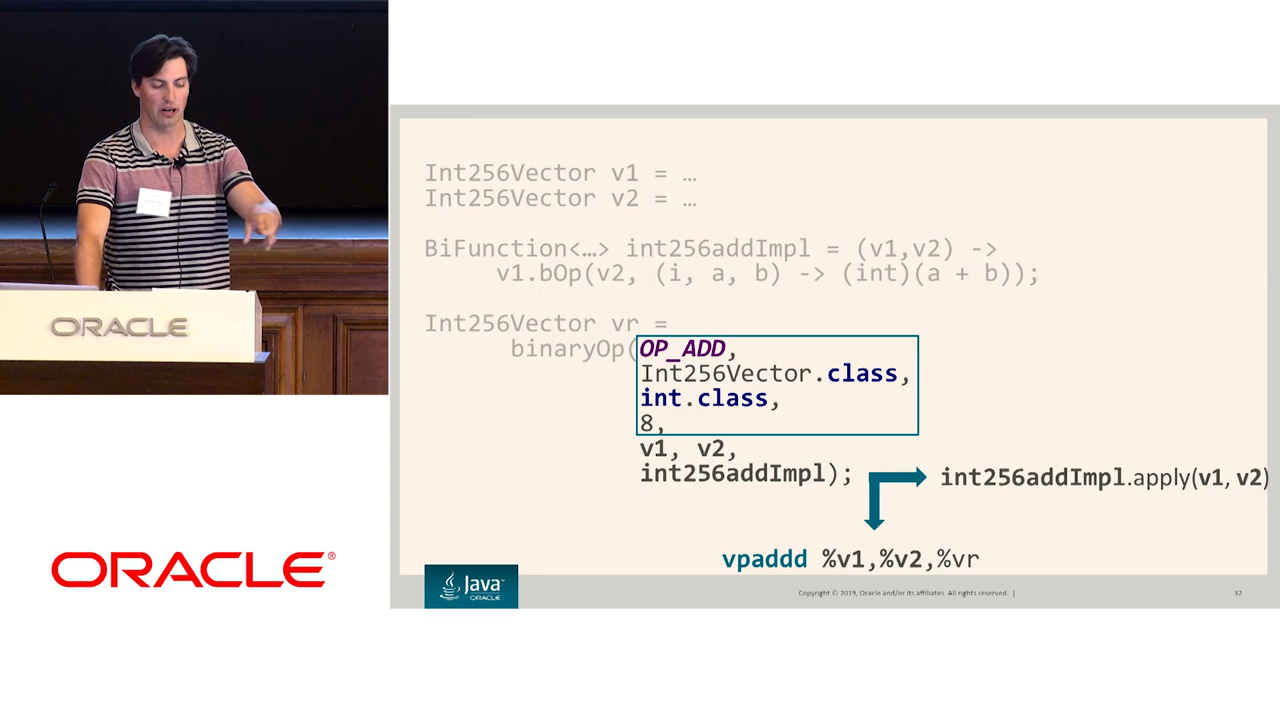 ORACLE
Int256Vector v1 = …
Int256Vector v2 = …
BiFunction<…> int256addImpl = (v1,v2) ->
v1.bOp(v2, (i, a, b) -> (int)(a + b));
Int256Vector vr =
binaryOp(OP_ADD,
Int256Vector.class,
int.class,
8,
v1, v2,
int256addImpl);
int256addImpl.apply(v1, v2)
vpaddd %v1,%v2,%vr
ORACLE®
Java™
ORACLE
Copyright © 2019, Oracle and/or its affiliates. All rights reserved. |
32